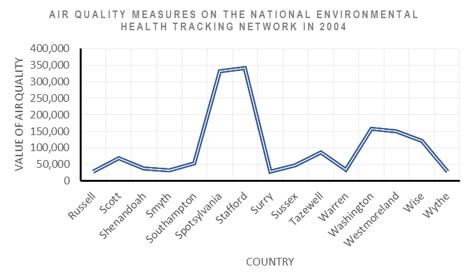 AIR QUALITY MEASURES ON THE NATIONAL ENVIRONMENTAL
HEALTH TRACKING NETWORK IN 2004
VALUE OF AIR QUALITY
400,000
350,000
300,000
250,000
200,000
150,000
100,000
50,000
0
Russell
Scott
Shenandoah
Smyth
Southampton
Spotsylvania
Stafford
Surry
Sussex
Tazewell
Warren
Washington
Westmoreland
Wise
Wythe
COUNTRY